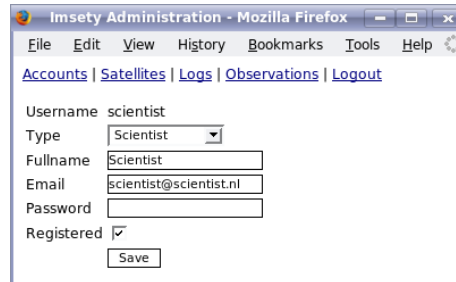 Imsety Administration - Mozilla Firefox
File Edit View History Bookmarks Tools Help
Accounts | Satellites | Logs | Observations | Logout
Username scientist
Type Scientist
Fullname Scientist
Email scientist@scientist.nl
Password
Registered
Save